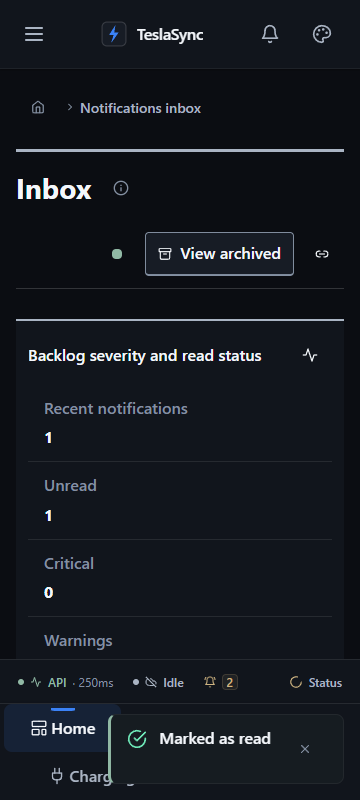 TeslaSync
Notifications inbox
Inbox
View archived
Backlog severity and read status
Recent notifications
1
Unread
1
Critical
0
Warnings
API · 250ms Idle 2 Status
Home
Marked as read